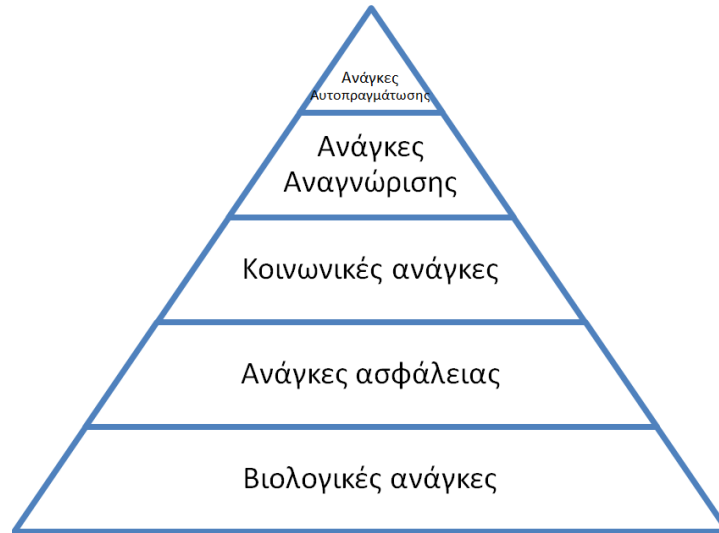 Ανάγκες
Αυτοπραγμάτωσης
Ανάγκες
Αναγνώρισης
Κοινωνικές ανάγκες
Ανάγκες ασφάλειας
Βιολογικές ανάγκες